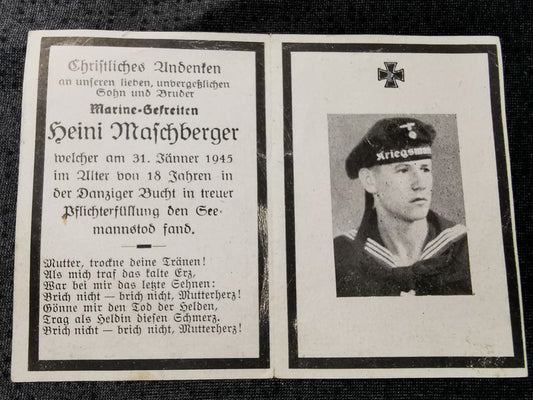 Christliches Andenken
an unseren lieben, unvergeßlichen
Sohn und Bruder
Marine-Gefreiten
Heini Maschberger
welcher am 31. Jänner 1945
im Alter von 18 Jahren in
der Danziger Bucht in treuer
Pflichterfüllung den See-
mannstod fand.
Mutter, trockne deine Tränen!
Als mich traf das kalte Erz,
War bei mir das letzte Sehnen:
Brich nicht — brich nicht, Mutterherz!
Gönne mir den Tod der Helden,
Trag als Heldin diesen Schmerz.
Brich nicht — brich nicht, Mutterherz!
Kriegsmar